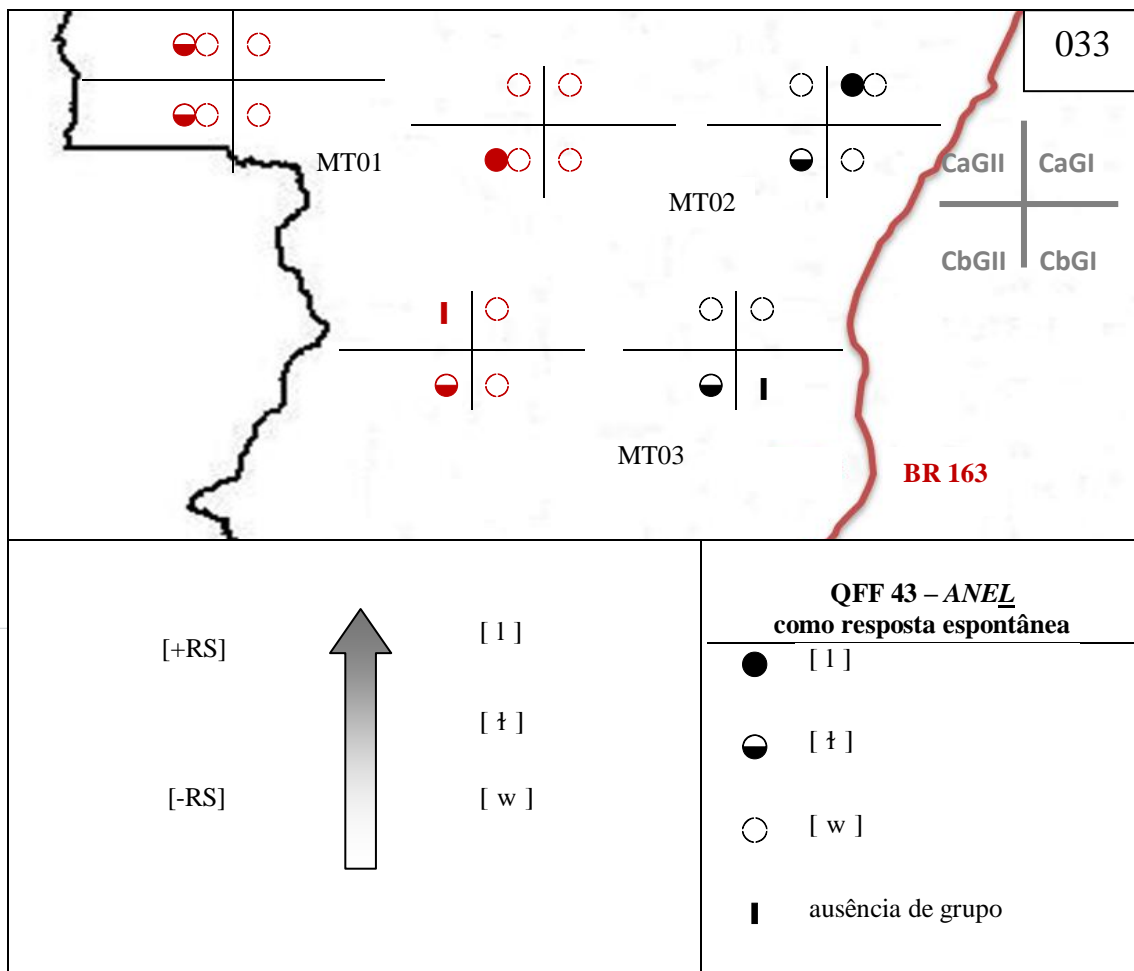 033
MT01
MT02
CaGII CaGI
CbGII CbGI
MT03
BR 163
[+RS]
[-RS]
[ l ]
[ ɫ ]
[ w ]
QFF 43 – ANEL
como resposta espontânea
[ l ]
[ ɫ ]
[ w ]
ausência de grupo